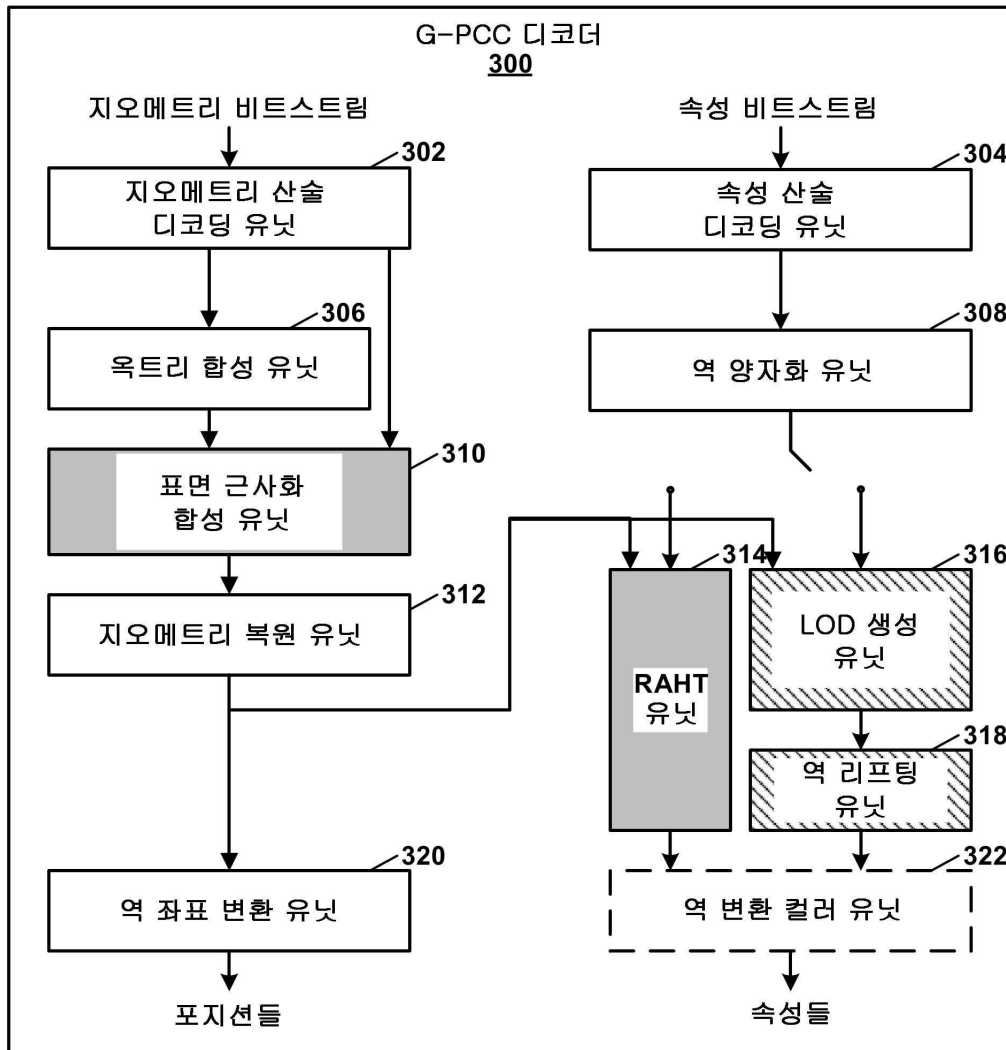 G-PCC 디코더
300
지오메트리 비트스트림
속성 비트스트림
302
지오메트리 산술
디코딩 유닛
304
속성 산술
디코딩 유닛
306
옥트리 합성 유닛
308
역 양자화 유닛
310
표면 근사화
합성 유닛
312
지오메트리 복원 유닛
314
RAHT
유닛
316
LOD 생성
유닛
318
역 리프팅
유닛
320
역 좌표 변환 유닛
322
역 변환 컬러 유닛
포지션들
속성들